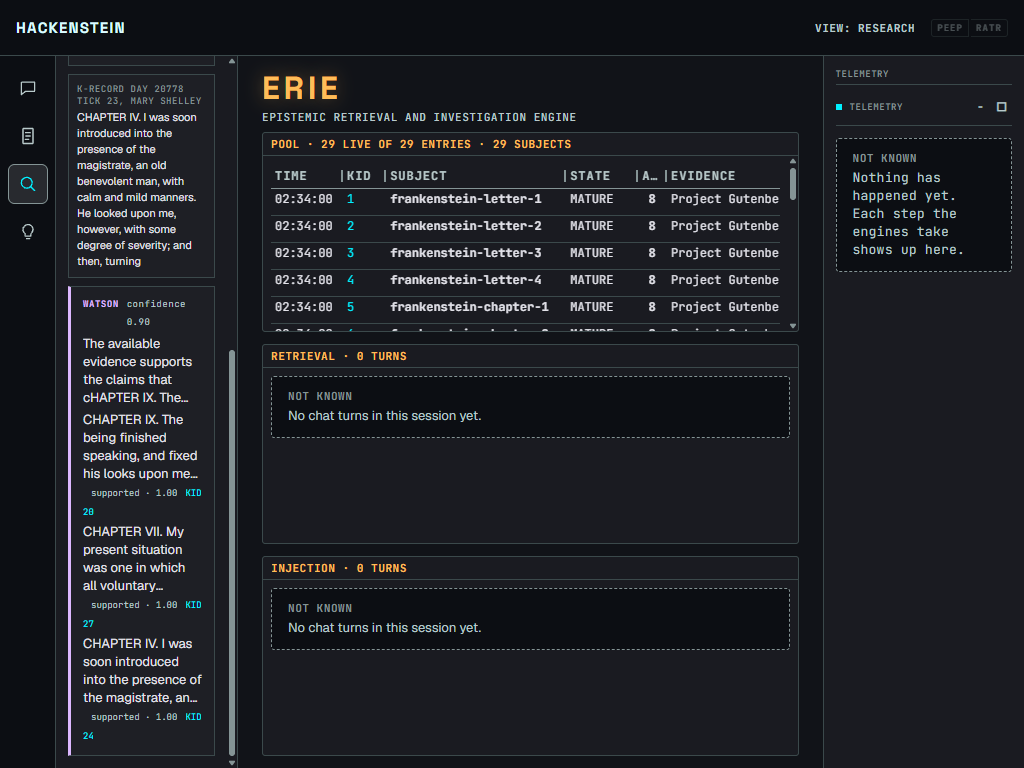 HACKENSTEIN
VIEW: RESEARCH
PEEP RATR
K-RECORD DAY 20778
TICK 23, MARY SHELLEY
CHAPTER IV. I was soon
introduced into the
presence of the
magistrate, an old
benevolent man, with
calm and mild manners.
He looked upon me,
however, with some
degree of severity; and
then, turning
WATSON confidence
0.90
The available
evidence supports
the claims that
cHAPTER IX. The…
CHAPTER IX. The
being finished
speaking, and fixed
his looks upon me…
supported · 1.00 KID
20
CHAPTER VII. My
present situation
was one in which
all voluntary…
supported · 1.00 KID
27
CHAPTER IV. I was
soon introduced
into the presence of
the magistrate, an…
supported · 1.00 KID
24
ERIE
EPISTEMIC RETRIEVAL AND INVESTIGATION ENGINE
POOL · 29 LIVE OF 29 ENTRIES · 29 SUBJECTS
TIME |KID |SUBJECT |STATE |A… |EVIDENCE
02:34:00 1 frankenstein-letter-1 MATURE 8 Project Gutenbe
02:34:00 2 frankenstein-letter-2 MATURE 8 Project Gutenbe
02:34:00 3 frankenstein-letter-3 MATURE 8 Project Gutenbe
02:34:00 4 frankenstein-letter-4 MATURE 8 Project Gutenbe
02:34:00 5 frankenstein-chapter-1 MATURE 8 Project Gutenbe
RETRIEVAL · 0 TURNS
NOT KNOWN
No chat turns in this session yet.
INJECTION · 0 TURNS
NOT KNOWN
No chat turns in this session yet.
TELEMETRY
TELEMETRY
NOT KNOWN
Nothing has
happened yet.
Each step the
engines take
shows up here.